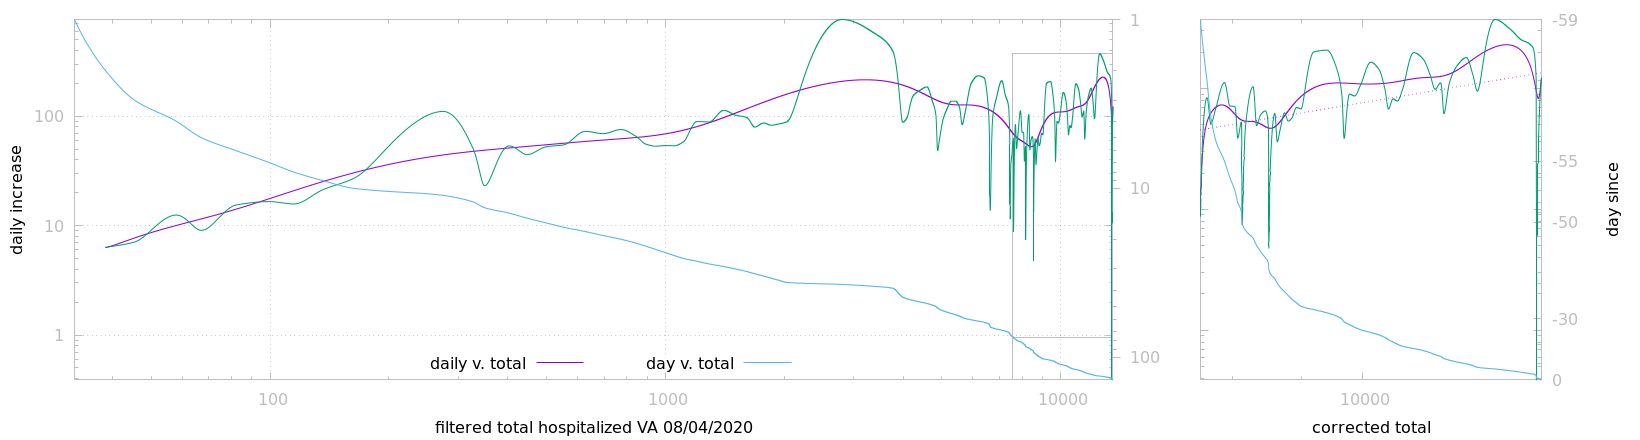 daily increase
100
10
1
100
1000
10000
1
10
100
daily v. total
day v. total
filtered total hospitalized VA 08/04/2020
-59
-55
-50
-30
0
day since
10000
corrected total